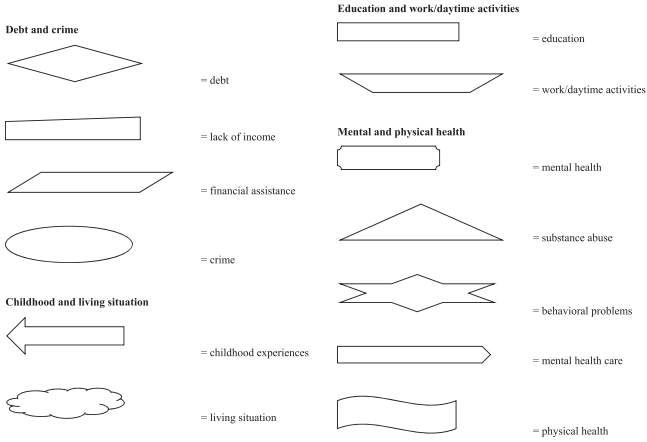 Debt and crime
= debt
= lack of income
= financial assistance
= crime
Childhood and living situation
= childhood experiences
= living situation
Education and work/daytime activities
= education
= work/daytime activities
Mental and physical health
= mental health
= substance abuse
= behavioral problems
= mental health care
= physical health